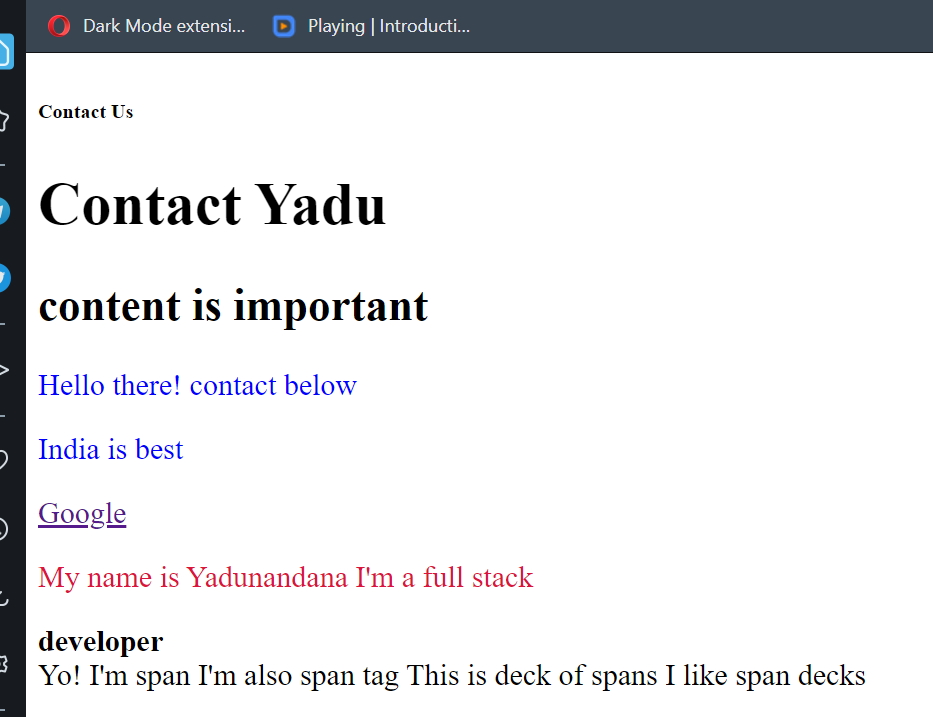 Dark Mode extensi... Playing | Introducti...
Contact Us
Contact Yadu
content is important
Hello there! contact below
India is best
Google
My name is Yadunandana I'm a full stack
developer
Yo! I'm span I'm also span tag This is deck of spans I like span decks